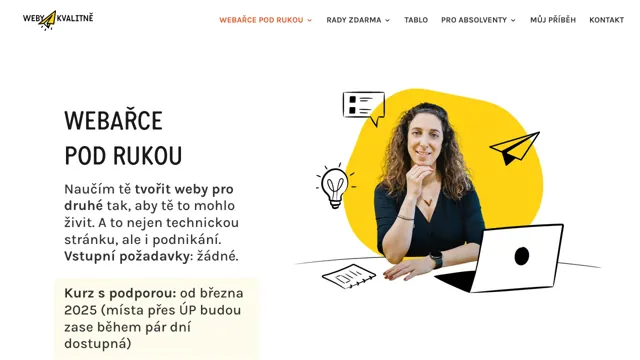 WEBY KVALITNĚ
WEBAŘCE POD RUKOU
RADY ZDARMA
TABLO
PRO ABSOLVENTY
MŮJ PŘÍBĚH
KONTAKT
WEBAŘCE
POD RUKOU
Naučím tě tvořit weby pro
druhé tak, aby tě to mohlo
živit. A to nejen technickou
stránku, ale i podnikání.
Vstupní požadavky: žádné.
Kurz s podporou: od března
2025 (místa přes ÚP budou
zase během pár dní
dostupná)